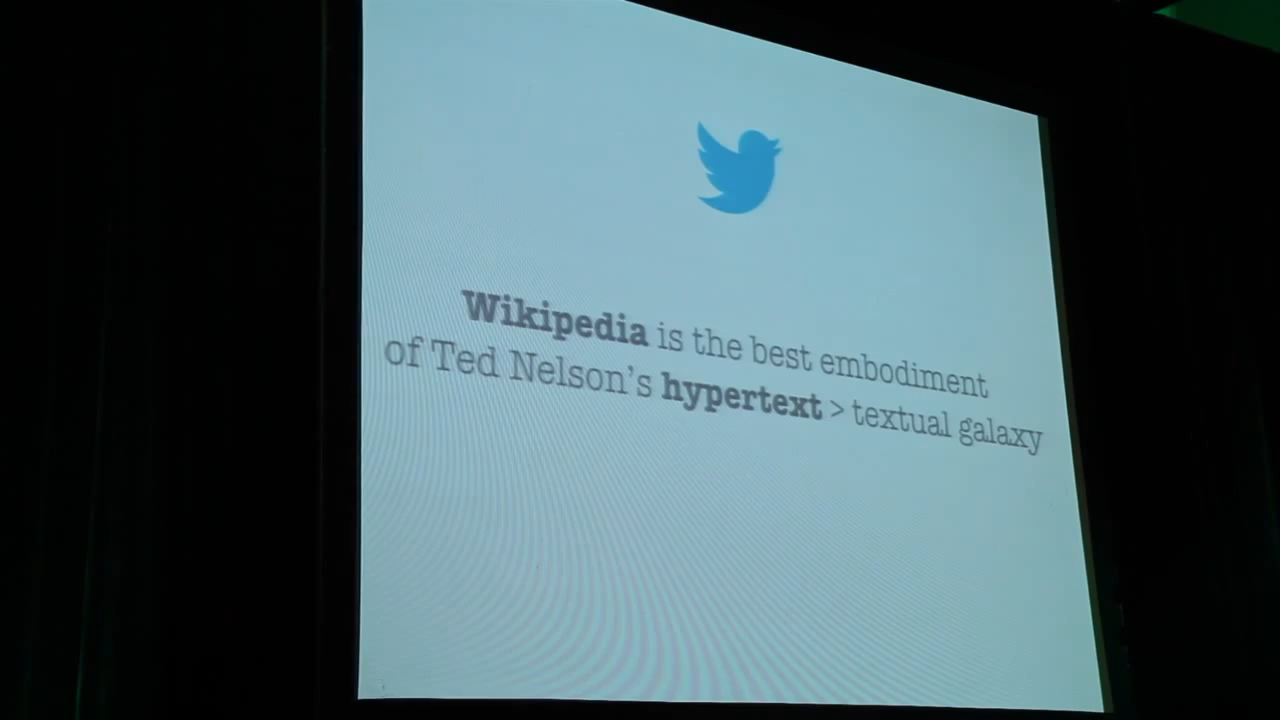 Wikipedia is the best embodiment
of Ted Nelson’s hypertext > textual galaxy